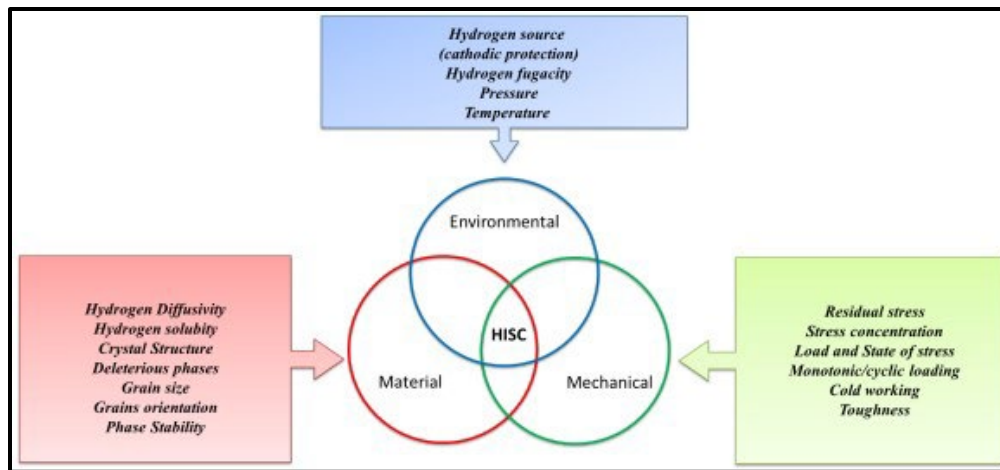 Hydrogen source
(cathodic protection)
Hydrogen fugacity
Pressure
Temperature
Environmental
Hydrogen Diffusivity
Hydrogen solubity
Crystal Structure
Deleterious phases
Grain size
Grains orientation
Phase Stability
HISC
Material
Mechanical
Residual stress
Stress concentration
Load and State of stress
Monotonic/cyclic loading
Cold working
Toughness